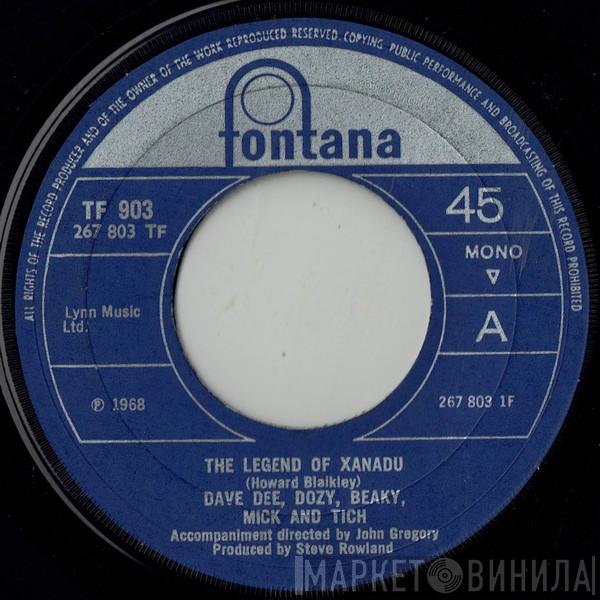 ALL RIGHTS OF THE RECORD PRODUCER AND OF THE OWNER OF THE WORK REPRODUCED RESERVED. COPYING, PUBLIC PERFORMANCE AND BROADCASTING OF THIS RECORD PROHIBITED
fontana
TF 903
267 803 TF
45
MONO
Lynn Music
Ltd.
A
℗ 1968
267 803 1F
THE LEGEND OF XANADU
(Howard Blaikley)
DAVE DEE, DOZY, BEAKY,
MICK AND TICH
Accompaniment directed by John Gregory
Produced by Steve Rowland
МАРКЕТ ВИНИЛА